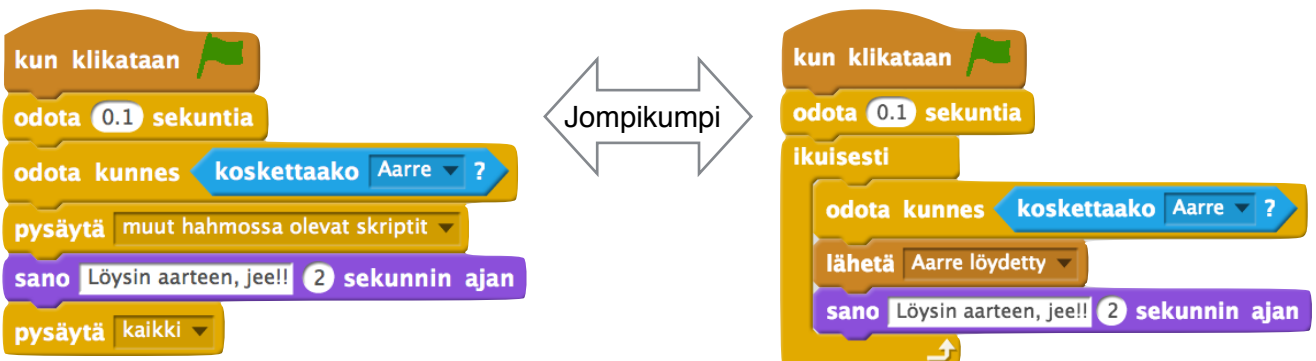 kun klikataan
odota 0.1 sekuntia
odota kunnes koskettaako Aarre ?
pysäytä muut hahmossa olevat skriptit
sano Löysin aarteen, jee!! 2 sekunnin ajan
pysäytä kaikki
Jompikumpi
kun klikataan
odota 0.1 sekuntia
ikuisesti
odota kunnes koskettaako Aarre ?
lähetä Aarre löydetty
sano Löysin aarteen, jee!! 2 sekunnin ajan